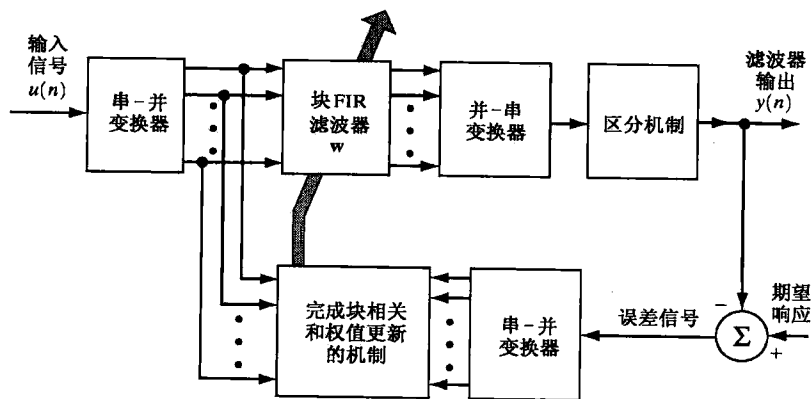 输入
信号
u(n)
串-并
变换器
块FIR
滤波器
w
并-串
变换器
区分机制
滤波器
输出
y(n)
完成块相关
和权值更新
的机制
串-并
变换器
误差信号
-
Σ
+
期望
响应